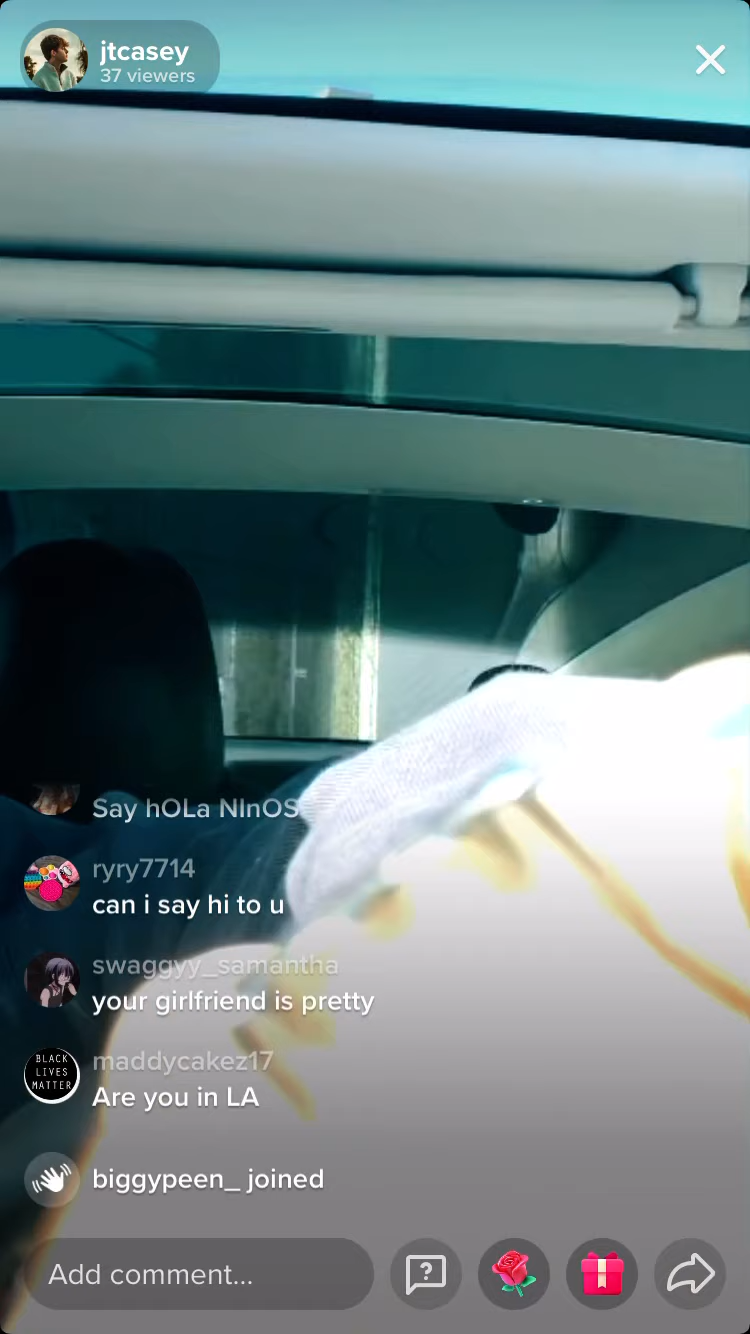 jtcasey
37 viewers
Say hOLa NInOS
ryry7714
can i say hi to u
swaggyy_samantha
your girlfriend is pretty
BLACK
LIVES
MATTER
maddycakez17
Are you in LA
biggypeen_ joined
Add comment...